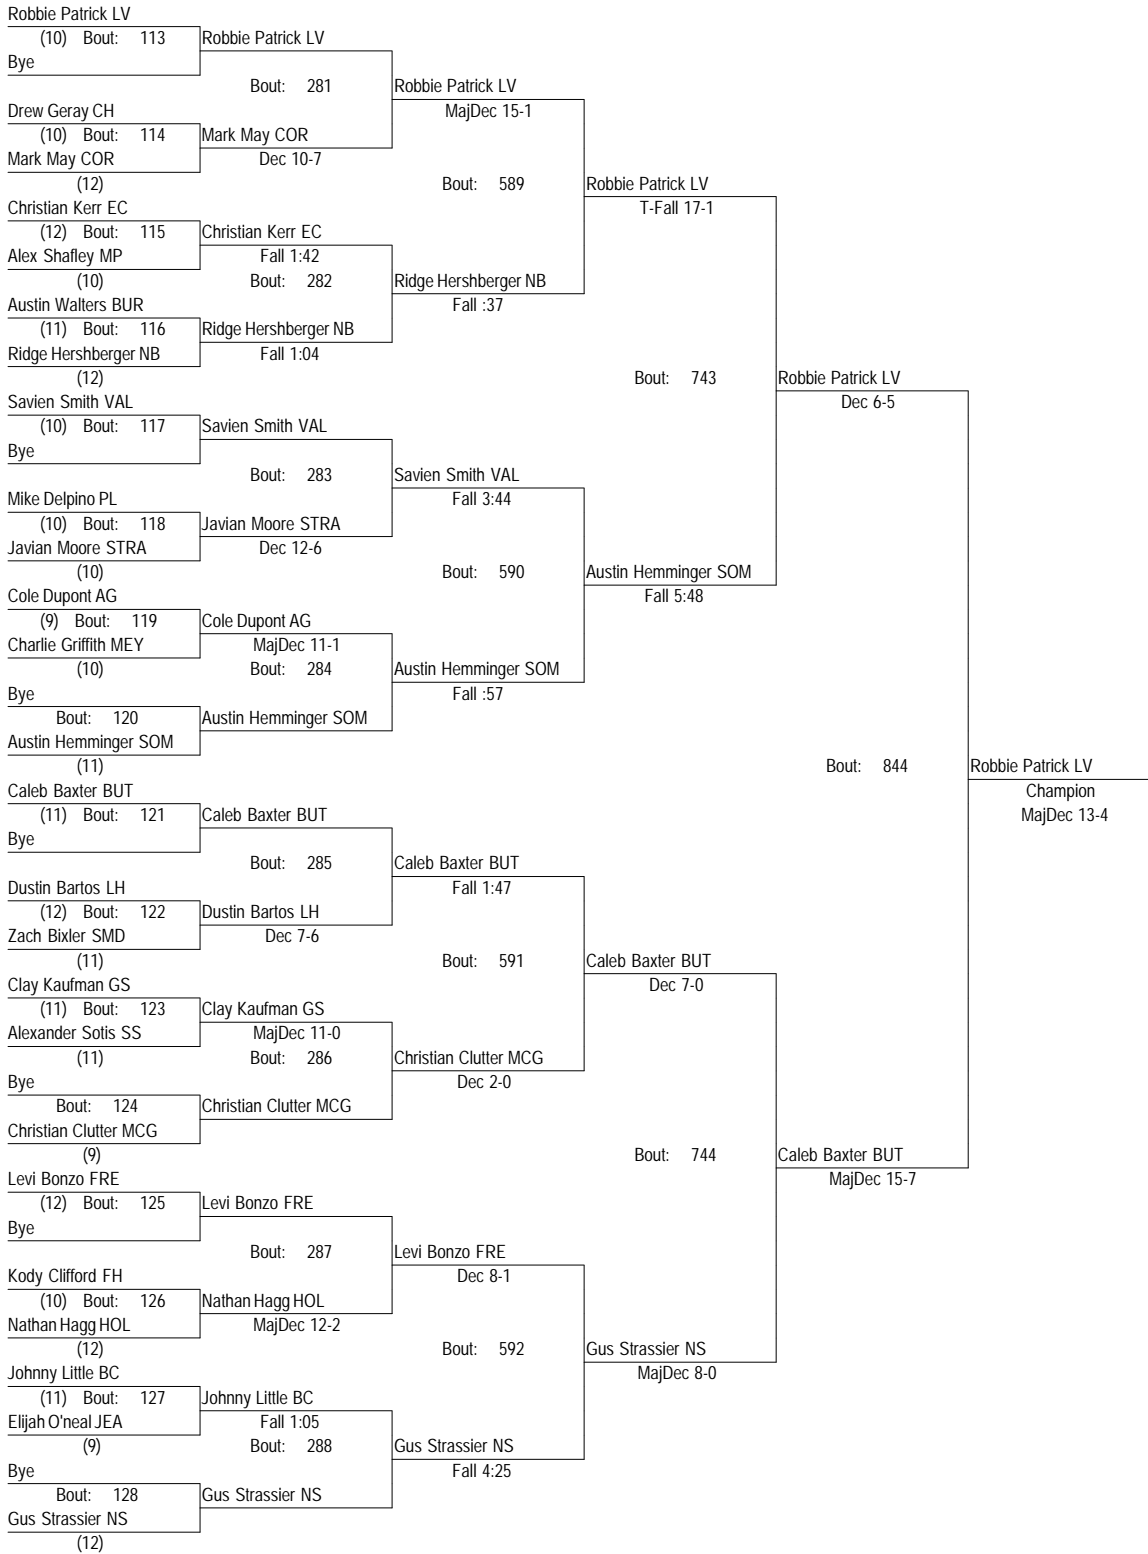 Robbie Patrick LV
(10) Bout: 113 Robbie Patrick LV
Bye
Bout: 281 Robbie Patrick LV
Drew Geray CH MajDec 15-1
(10) Bout: 114 Mark May COR
Mark May COR Dec 10-7
(12) Bout: 589 Robbie Patrick LV
Christian Kerr EC T-Fall 17-1
(12) Bout: 115 Christian Kerr EC
Alex Shafley MP Fall 1:42
(10) Bout: 282 Ridge Hershberger NB
Austin Walters BUR Fall :37
(11) Bout: 116 Ridge Hershberger NB
Ridge Hershberger NB Fall 1:04
(12) Bout: 743 Robbie Patrick LV
Savien Smith VAL Dec 6-5
(10) Bout: 117 Savien Smith VAL
Bye
Bout: 283 Savien Smith VAL
Mike Delpino PL Fall 3:44
(10) Bout: 118 Javian Moore STRA
Javian Moore STRA Dec 12-6
(10) Bout: 590 Austin Hemminger SOM
Cole Dupont AG Fall 5:48
(9) Bout: 119 Cole Dupont AG
Charlie Griffith MEY MajDec 11-1
(10) Bout: 284 Austin Hemminger SOM
Bye Fall :57
Bout: 120 Austin Hemminger SOM
Austin Hemminger SOM
(11) Bout: 844 Robbie Patrick LV
Caleb Baxter BUT Champion
(11) Bout: 121 Caleb Baxter BUT MajDec 13-4
Bye
Bout: 285 Caleb Baxter BUT
Dustin Bartos LH Fall 1:47
(12) Bout: 122 Dustin Bartos LH
Zach Bixler SMD Dec 7-6
(11) Bout: 591 Caleb Baxter BUT
Clay Kaufman GS Dec 7-0
(11) Bout: 123 Clay Kaufman GS
Alexander Sotis SS MajDec 11-0
(11) Bout: 286 Christian Clutter MCG
Bye Dec 2-0
Bout: 124 Christian Clutter MCG
Christian Clutter MCG
(9) Bout: 744 Caleb Baxter BUT
Levi Bonzo FRE MajDec 15-7
(12) Bout: 125 Levi Bonzo FRE
Bye
Bout: 287 Levi Bonzo FRE
Kody Clifford FH Dec 8-1
(10) Bout: 126 Nathan Hagg HOL
Nathan Hagg HOL MajDec 12-2
(12) Bout: 592 Gus Strassier NS
Johnny Little BC MajDec 8-0
(11) Bout: 127 Johnny Little BC
Elijah O'neal JEA Fall 1:05
(9) Bout: 288 Gus Strassier NS
Bye Fall 4:25
Bout: 128 Gus Strassier NS
Gus Strassier NS
(12)